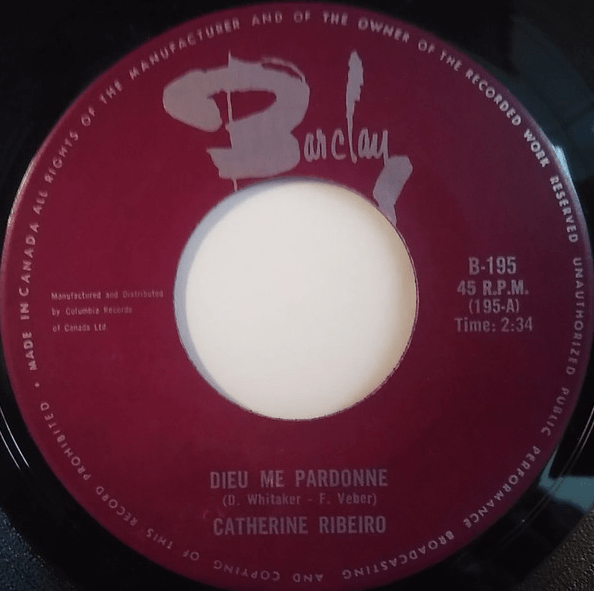 MADE IN CANADA ALL RIGHTS OF THE MANUFACTURER AND OF THE OWNER OF THE RECORDED WORK RESERVED UNAUTHORIZED PUBLIC PERFORMANCE BROADCASTING AND COPYING OF THIS RECORD PROHIBITED •
Barclay
B-195
45 R.P.M.
(195-A)
Time: 2:34
Manufactured and Distributed
by Columbia Records
of Canada Ltd.
DIEU ME PARDONNE
(D. Whitaker - F. Veber)
CATHERINE RIBEIRO